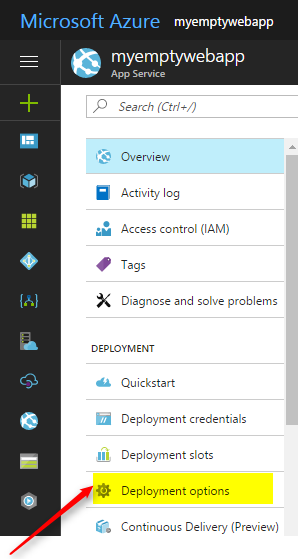 Microsoft Azure myemptywebapp
myemptywebapp
App Service
Search (Ctrl+/)
Overview
Activity log
Access control (IAM)
Tags
Diagnose and solve problems
DEPLOYMENT
Quickstart
Deployment credentials
Deployment slots
Deployment options
Continuous Delivery (Preview)